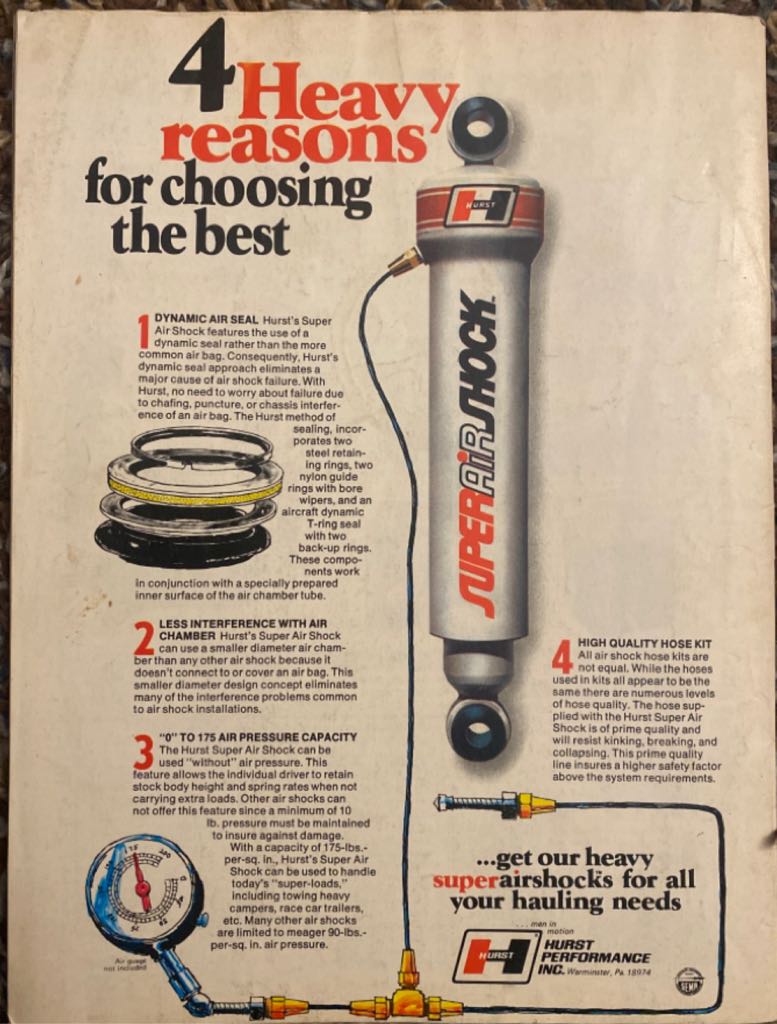 4 Heavy
reasons
for choosing
the best
HURST
SUPERAIRSHOCK
1 DYNAMIC AIR SEAL Hurst's Super
Air Shock features the use of a
dynamic seal rather than the more
common air bag. Consequently, Hurst's
dynamic seal approach eliminates a
major cause of air shock failure. With
Hurst, no need to worry about failure due
to chafing, puncture, or chassis interfer-
ence of an air bag. The Hurst method of
sealing, incor-
porates two
steel retain-
ing rings, two
nylon guide
rings with bore
wipers, and an
aircraft dynamic
T-ring seal
with two
back-up rings.
These compo-
nents work
in conjunction with a specially prepared
inner surface of the air chamber tube.
2 LESS INTERFERENCE WITH AIR
CHAMBER Hurst's Super Air Shock
can use a smaller diameter air cham-
ber than any other air shock because it
doesn't connect to or cover an air bag. This
smaller diameter design concept eliminates
many of the interference problems common
to air shock installations.
3 "0" TO 175 AIR PRESSURE CAPACITY
The Hurst Super Air Shock can be
used "without" air pressure. This
feature allows the individual driver to retain
stock body height and spring rates when not
carrying extra loads. Other air shocks can
not offer this feature since a minimum of 10
lb. pressure must be maintained
to insure against damage.
With a capacity of 175-lbs.-
per-sq. in., Hurst's Super Air
Shock can be used to handle
today's "super-loads,"
including towing heavy
campers, race car trailers,
etc. Many other air shocks
are limited to meager 90-lbs.-
per-sq. in. air pressure.
Air guage
not included
4 HIGH QUALITY HOSE KIT
All air shock hose kits are
not equal. While the hoses
used in kits all appear to be the
same there are numerous levels
of hose quality. The hose sup-
plied with the Hurst Super Air
Shock is of prime quality and
will resist kinking, breaking, and
collapsing. This prime quality
line insures a higher safety factor
above the system requirements.
...get our heavy
superairshocks for all
your hauling needs
...men in
motion
HURST
HURST
PERFORMANCE
INC. Warminster, Pa. 18974
SEMA